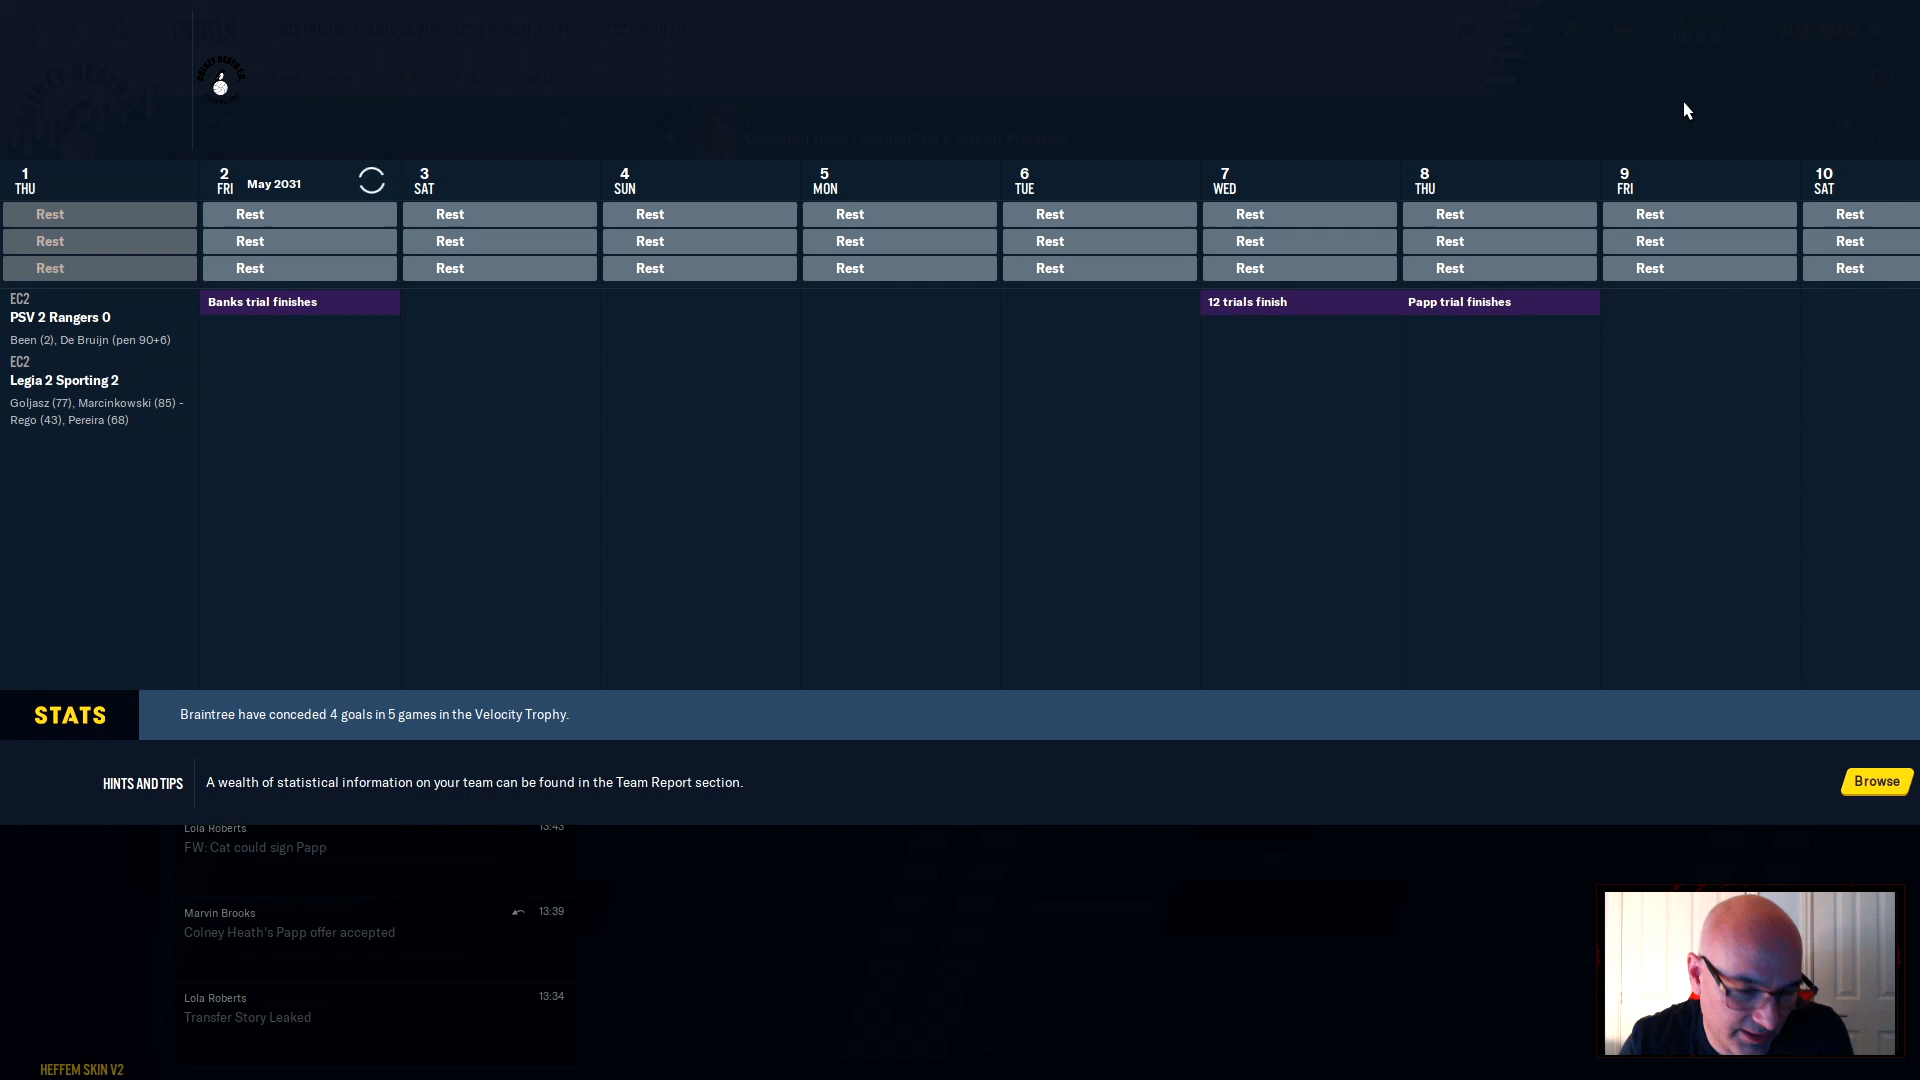 1
THU
2
FRI May 2031
3
SAT
4
SUN
5
MON
6
TUE
7
WED
8
THU
9
FRI
10
SAT
Rest Rest Rest Rest Rest Rest Rest Rest Rest Rest
Rest Rest Rest Rest Rest Rest Rest Rest Rest Rest
Rest Rest Rest Rest Rest Rest Rest Rest Rest Rest
EC2
PSV 2 Rangers 0
Been (2), De Bruijn (pen 90+6)
EC2
Legia 2 Sporting 2
Goljasz (77), Marcinkowski (85) -
Rego (43), Pereira (68)
Banks trial finishes
12 trials finish
Papp trial finishes
STATS
Braintree have conceded 4 goals in 5 games in the Velocity Trophy.
HINTS AND TIPS
A wealth of statistical information on your team can be found in the Team Report section.
Browse
Lola Roberts 13:43
FW: Cat could sign Papp
Marvin Brooks 13:39
Colney Heath's Papp offer accepted
Lola Roberts 13:34
Transfer Story Leaked
HEFFEM SKIN V2